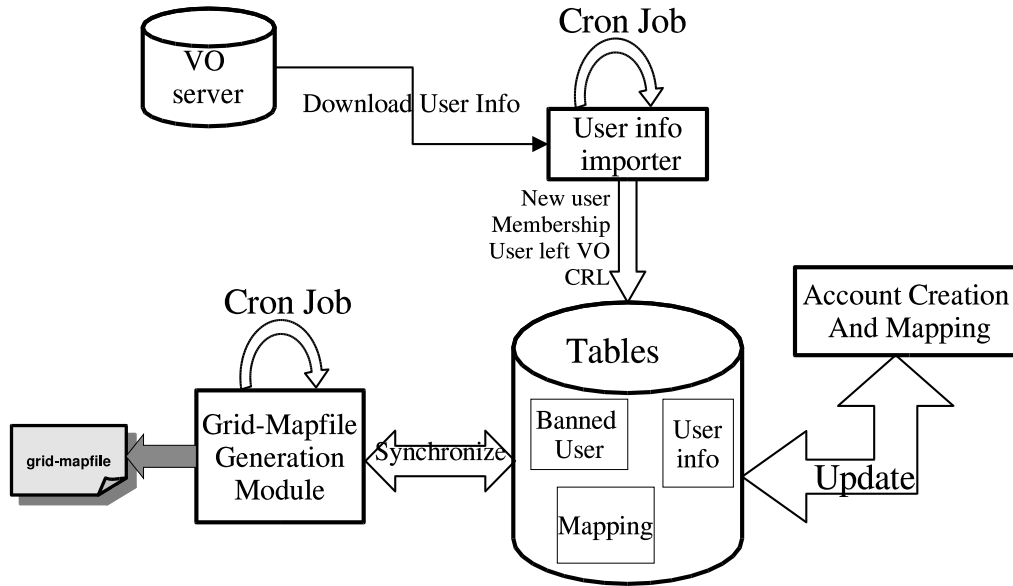 Cron Job
VO
server
Download User Info
User info
importer
New user
Membership
User left VO
CRL
Account Creation
And Mapping
Cron Job
Tables
Banned
User
User
info
Mapping
Grid-Mapfile
Generation
Module
Synchronize
grid-mapfile
Update